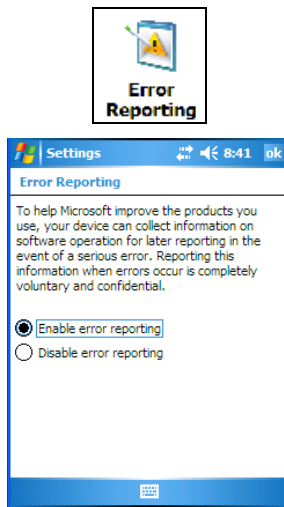 Error
Reporting
Settings 8:41 ok
Error Reporting
To help Microsoft improve the products you
use, your device can collect information on
software operation for later reporting in the
event of a serious error. Reporting this
information when errors occur is completely
voluntary and confidential.
Enable error reporting
Disable error reporting